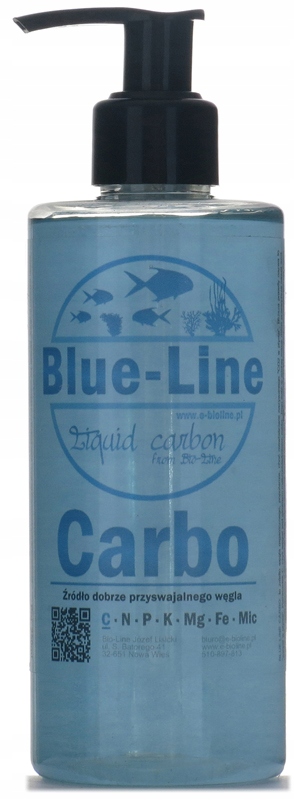 Blue-Line
www.e-bioline.pl
Liquid carbon
from Bio-Line
Carbo
Źródło dobrze przyswajalnego węgla
C · N · P · K · Mg · Fe · Mic